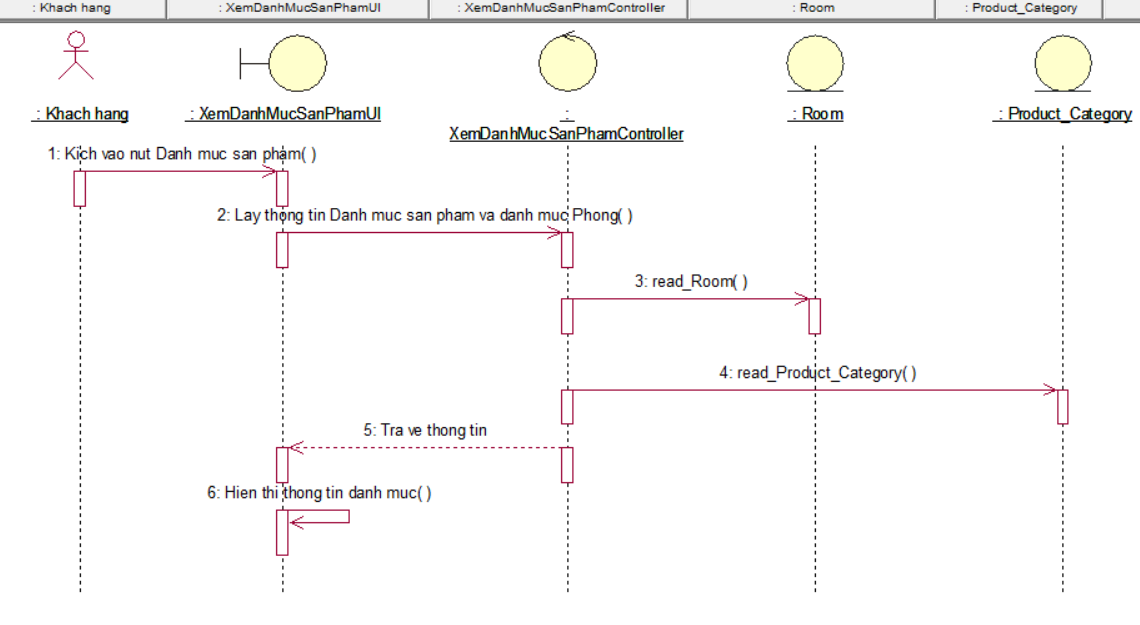 : Khach hang
: XemDanhMucSanPhamUI
: XemDanhMucSanPhamController
: Room
: Product_Category
: Khach hang
: XemDanhMucSanPhamUI
:
XemDanhMucSanPhamController
: Room
: Product_Category
1: Kich vao nut Danh muc san pham( )
2: Lay thong tin Danh muc san pham va danh muc Phong( )
3: read_Room( )
4: read_Product_Category( )
5: Tra ve thong tin
6: Hien thi thong tin danh muc( )